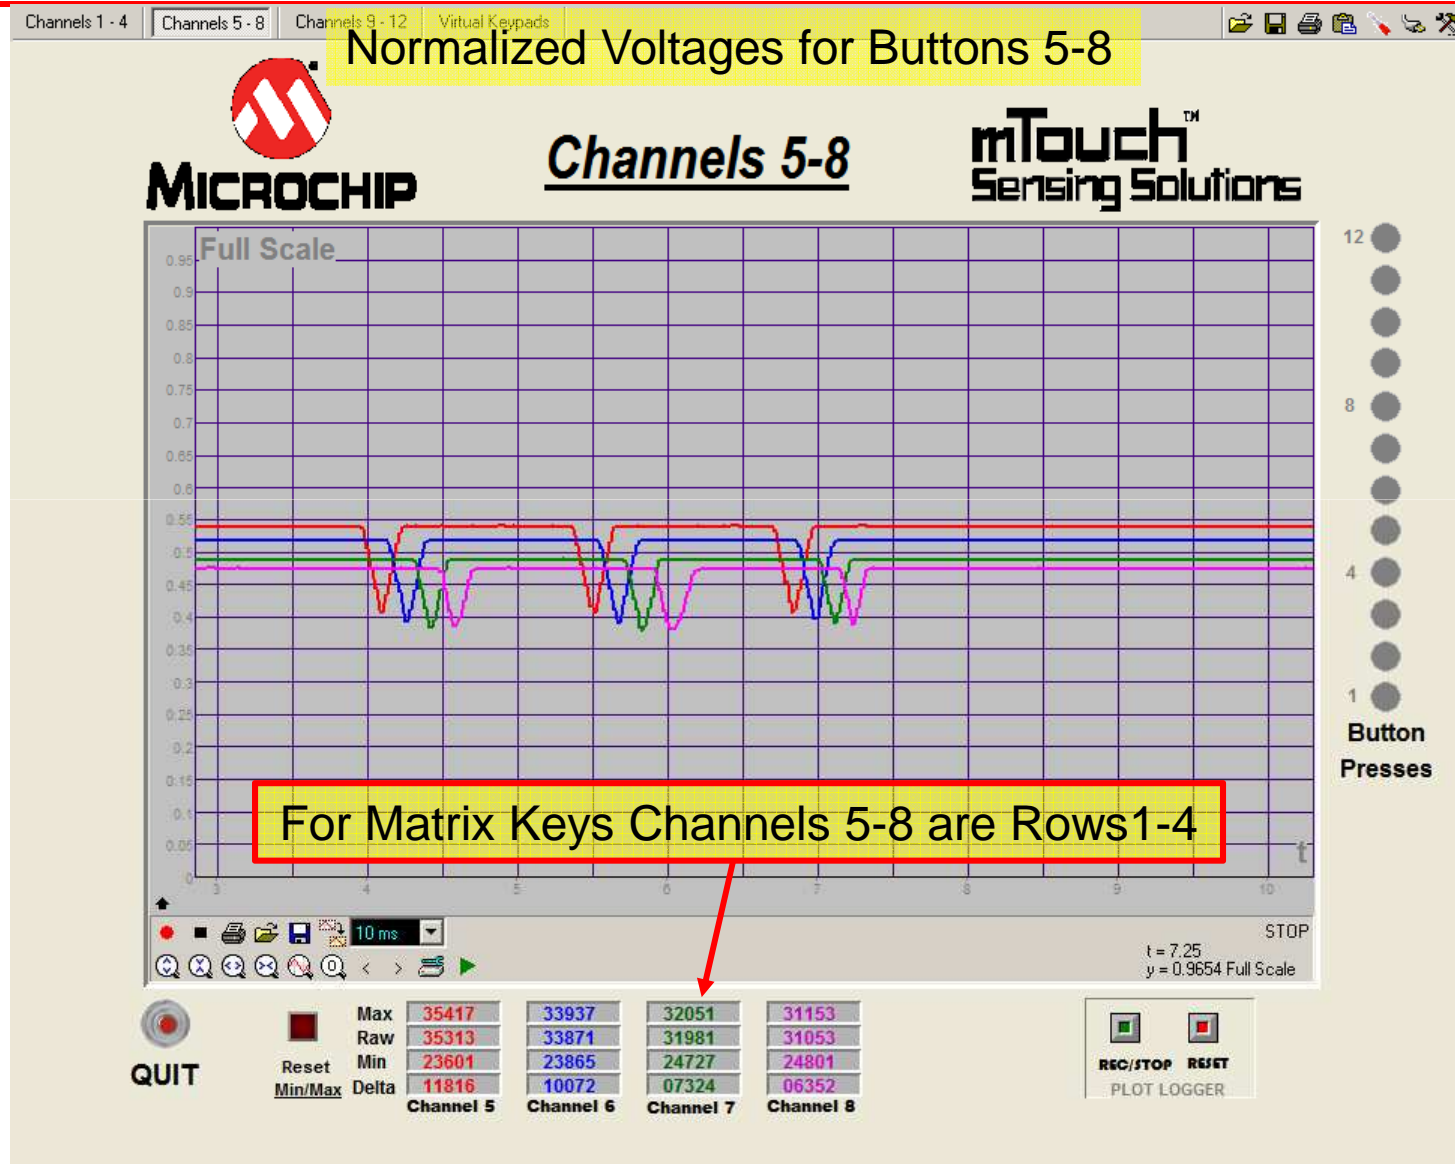 Channels 1 - 4 Channels 5 - 8 Channels 9 - 12 Virtual Keypads
Normalized Voltages for Buttons 5-8
MICROCHIP
Channels 5-8
mTouch™
Sensing Solutions
Full Scale
0.95
0.9
0.85
0.8
0.75
0.7
0.65
0.6
0.55
0.5
0.45
0.4
0.35
0.3
0.25
0.2
0.15
0.1
0.05
0
For Matrix Keys Channels 5-8 are Rows1-4
t
3 4 5 6 7 8 9 10
12
8
4
1
Button
Presses
10 ms
STOP
t = 7.25
y = 0.9654 Full Scale
QUIT
Reset
Min/Max
Max 35417 33937 32051 31153
Raw 35313 33871 31981 31053
Min 23601 23865 24727 24801
Delta 11816 10072 07324 06352
Channel 5 Channel 6 Channel 7 Channel 8
REC/STOP RESET
PLOT LOGGER